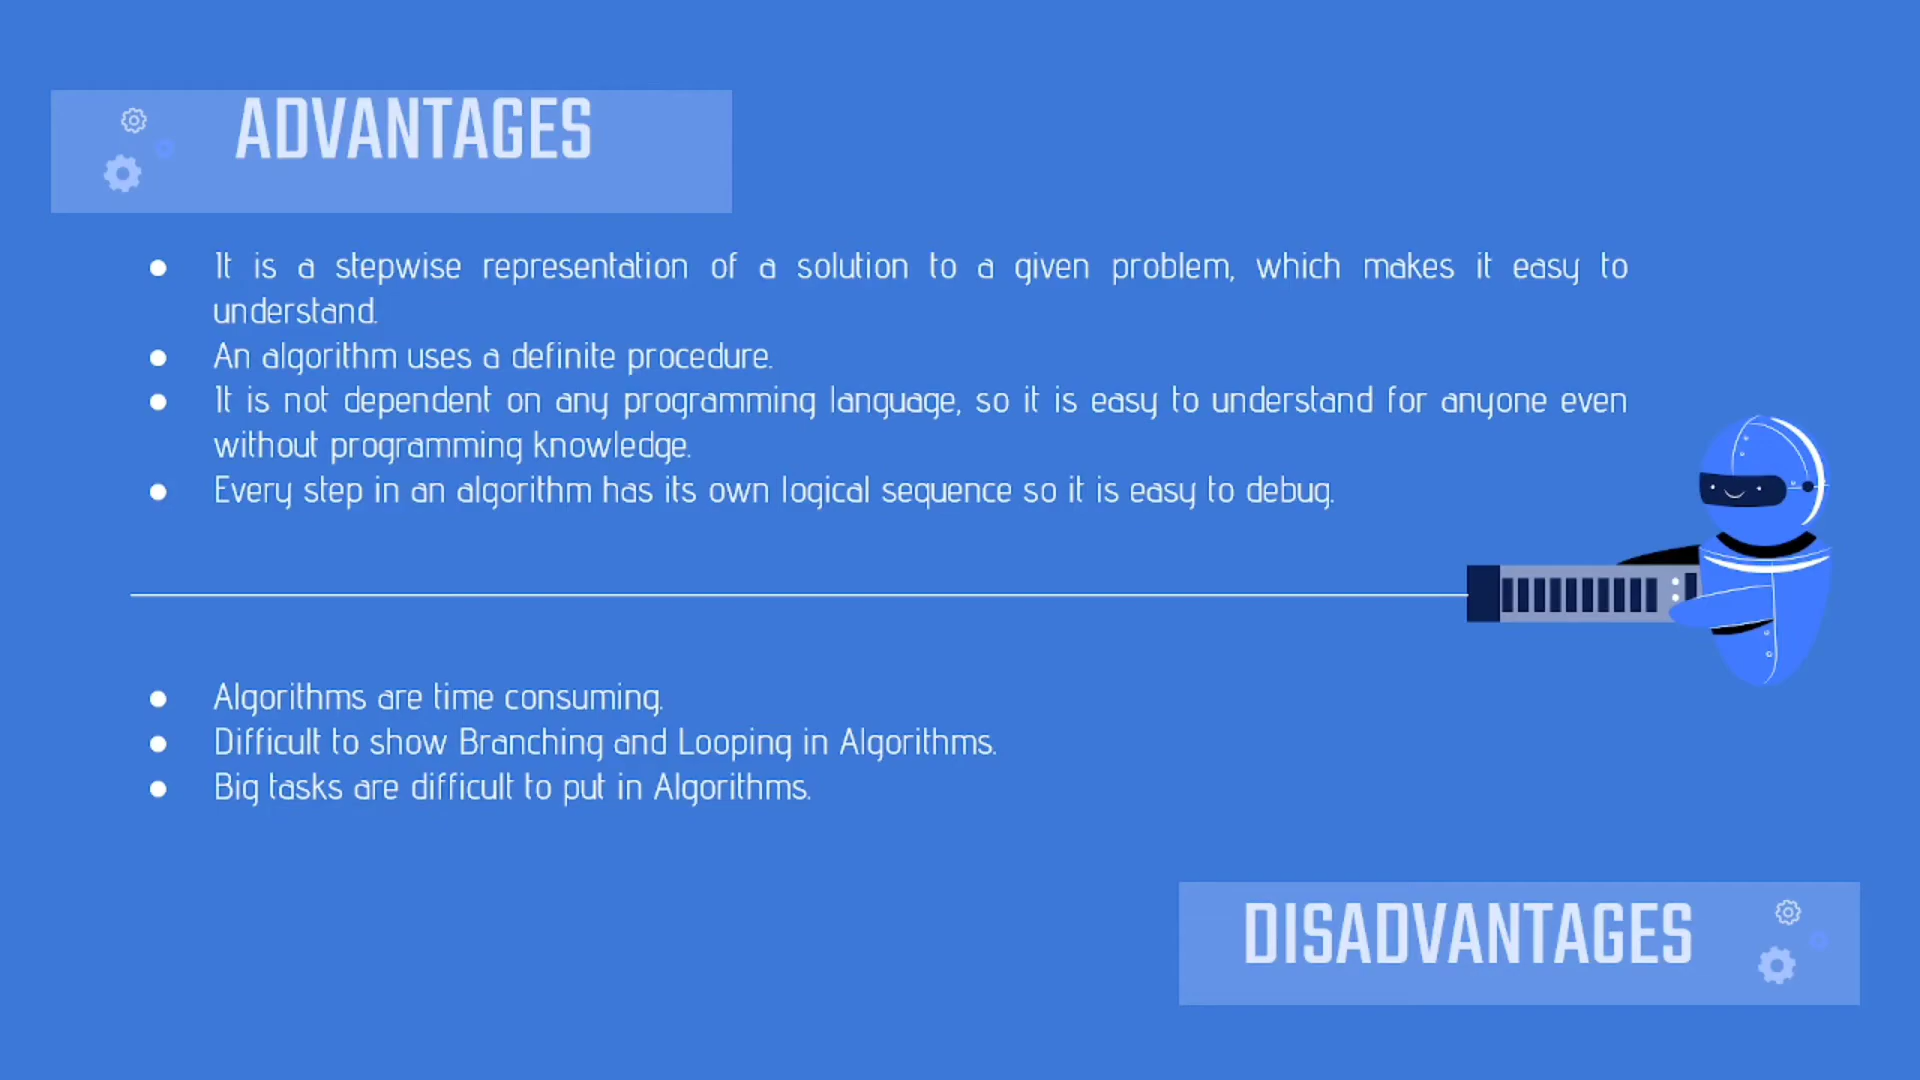 ADVANTAGES
● It is a stepwise representation of a solution to a given problem, which makes it easy to
understand.
● An algorithm uses a definite procedure.
● It is not dependent on any programming language, so it is easy to understand for anyone even
without programming knowledge.
● Every step in an algorithm has its own logical sequence so it is easy to debug.
● Algorithms are time consuming.
● Difficult to show Branching and Looping in Algorithms.
● Big tasks are difficult to put in Algorithms.
DISADVANTAGES